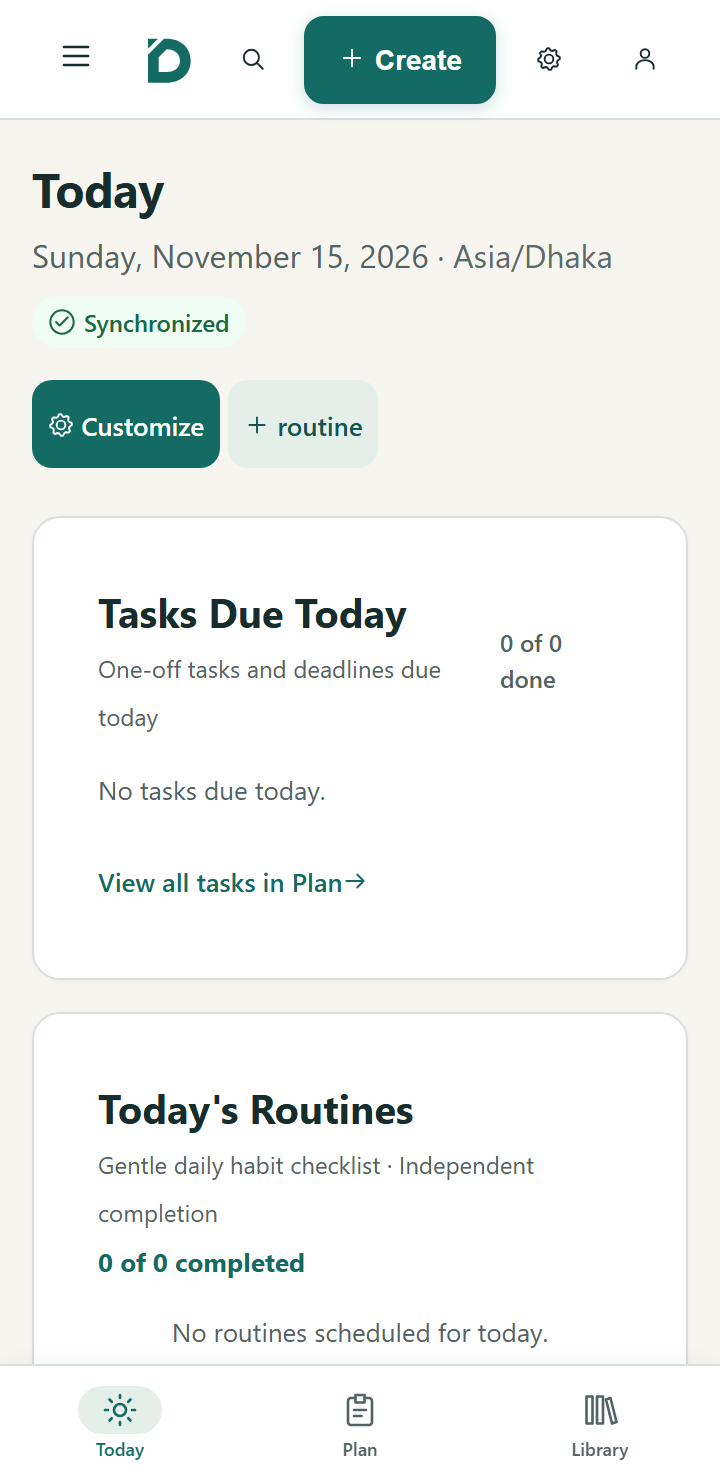 Create
Today
Sunday, November 15, 2026 · Asia/Dhaka
Synchronized
Customize
+ routine
Tasks Due Today
0 of 0
done
One-off tasks and deadlines due
today
No tasks due today.
View all tasks in Plan→
Today's Routines
Gentle daily habit checklist · Independent
completion
0 of 0 completed
No routines scheduled for today.
Today
Plan
Library